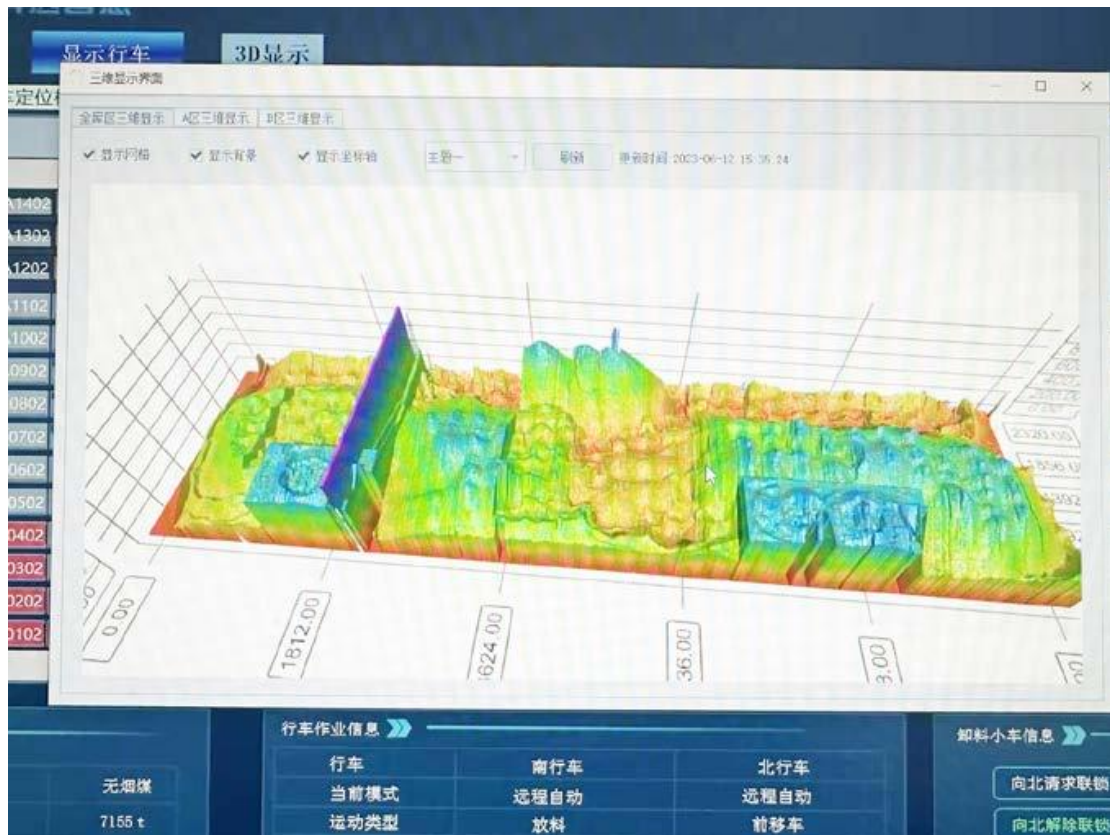 显示行车
3D显示
三维显示界面
车定位
全库区三维显示
A区三维显示
B区三维显示
显示网格
显示背景
显示坐标轴
主题一
刷新
更新时间:2023-06-12 15:35:24
A1402
A1302
A1202
A1102
1002
0902
0802
0702
0602
0502
0402
0302
0202
0102
2320.00
0.00
1812.00
624.00
36.00
行车作业信息
卸料小车信息
行车
南行车
北行车
向北请求联锁
无烟煤
当前模式
远程自动
远程自动
7155 t
运动类型
放料
前移车
向北解除联锁